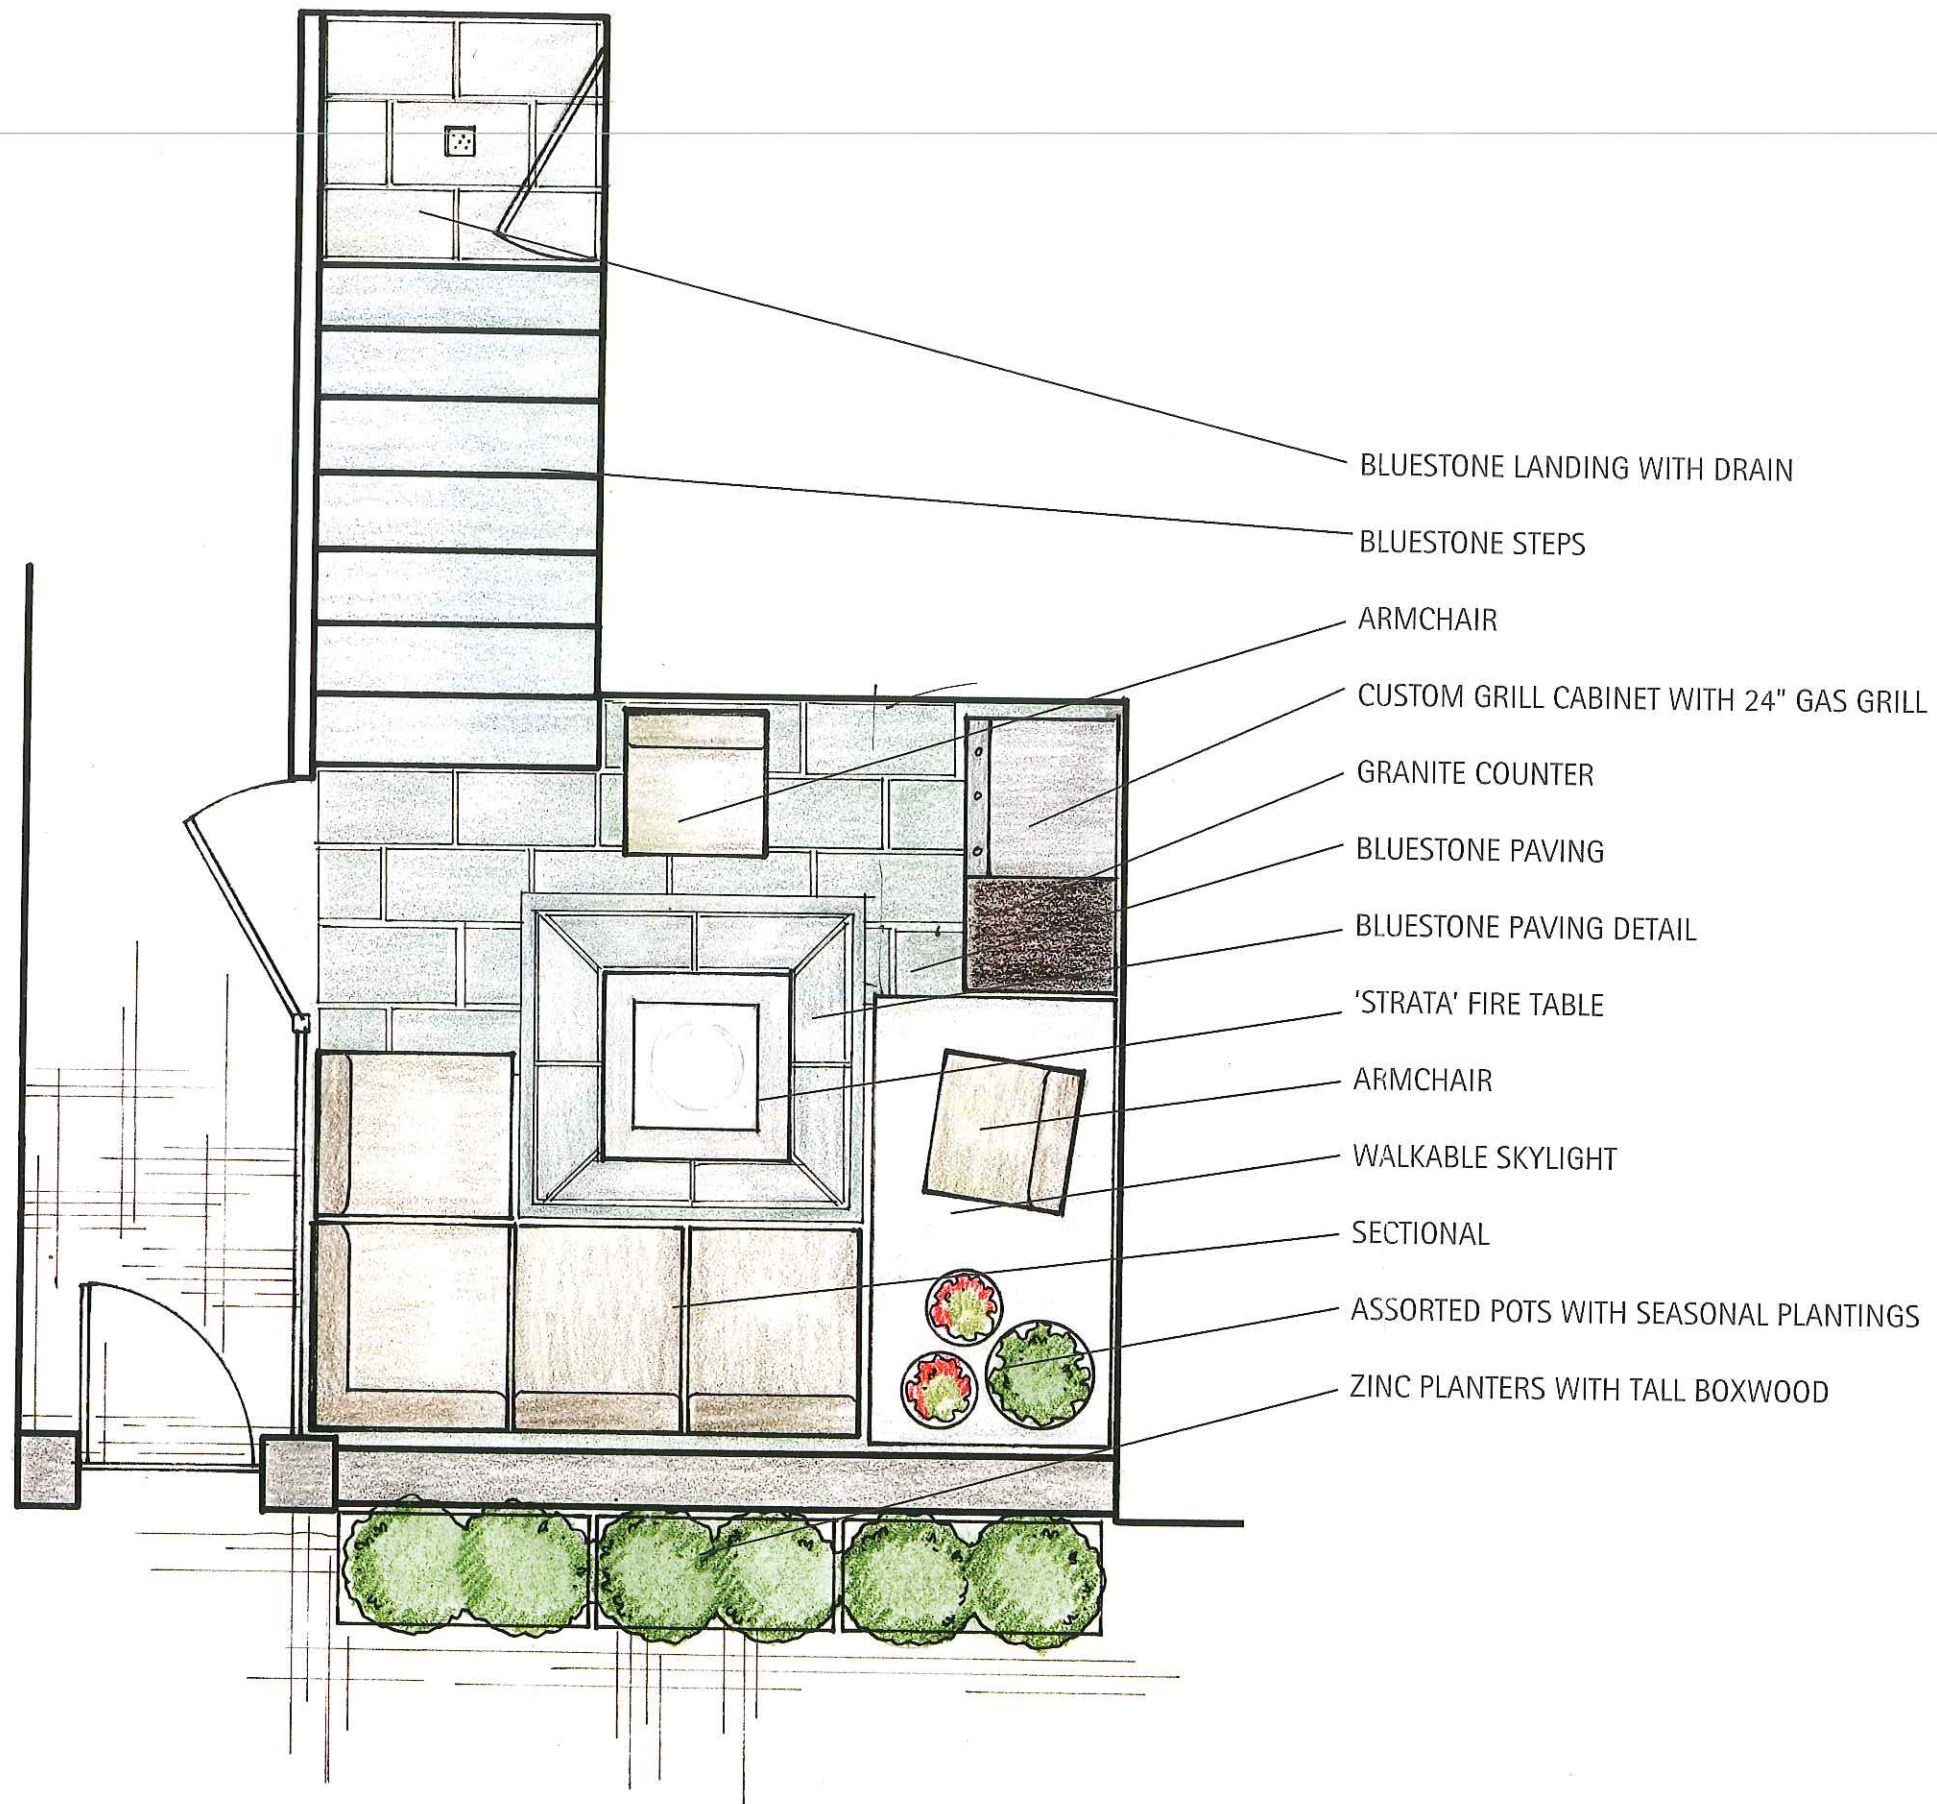 BLUESTONE LANDING WITH DRAIN
BLUESTONE STEPS
ARMCHAIR
CUSTOM GRILL CABINET WITH 24" GAS GRILL
GRANITE COUNTER
BLUESTONE PAVING
BLUESTONE PAVING DETAIL
'STRATA' FIRE TABLE
ARMCHAIR
WALKABLE SKYLIGHT
SECTIONAL
ASSORTED POTS WITH SEASONAL PLANTINGS
ZINC PLANTERS WITH TALL BOXWOOD